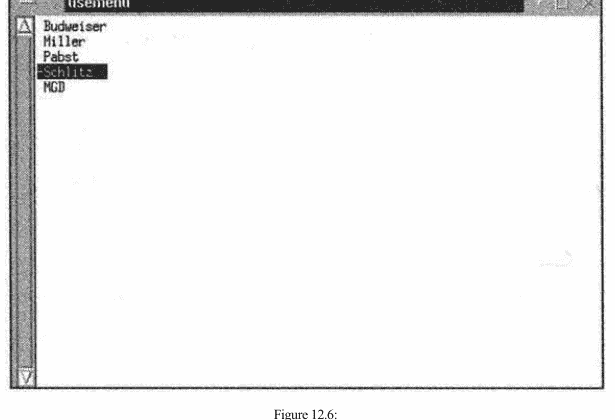 usemenu
Budweiser
Miller
Pabst
-Schlitz
MGD
Figure 12.6: